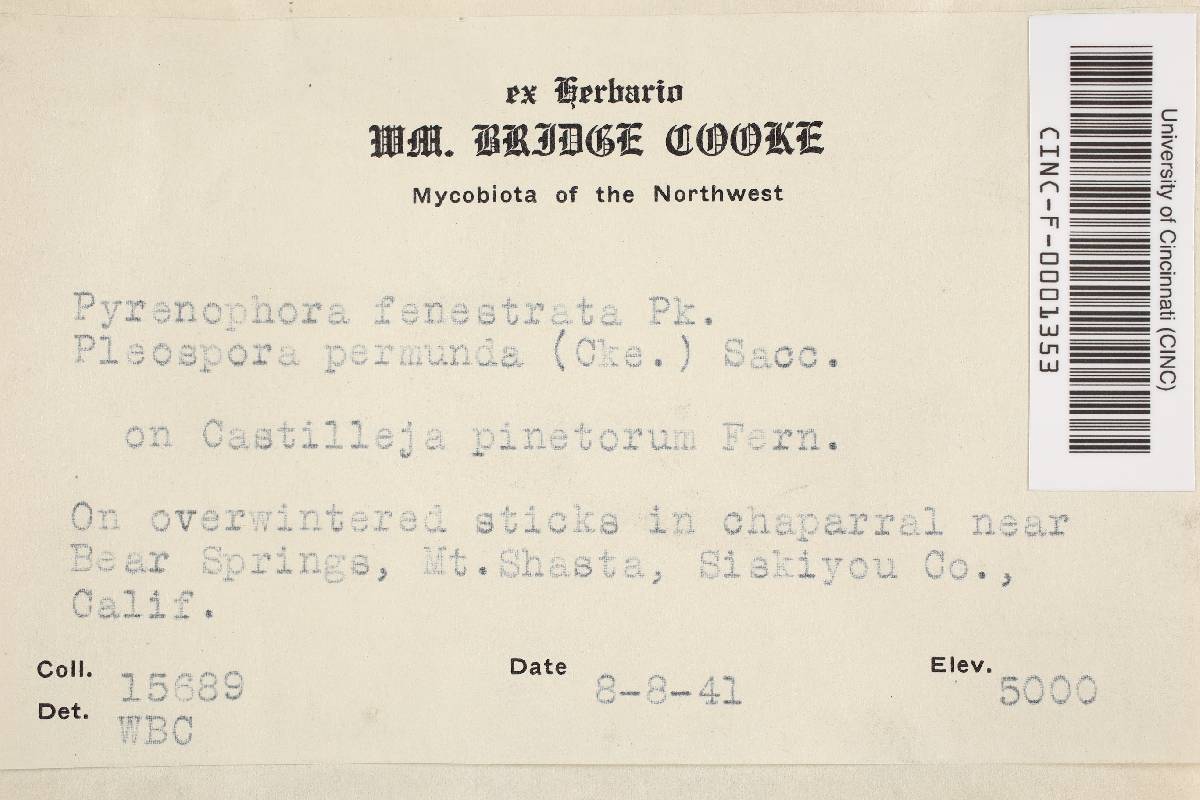 ex Herbario
WM. BRIDGE COOKE
Mycobiota of the Northwest
Pyrenophora fenestrata Pk.
Pleospora permunda (Cke.) Sacc.
on Castilleja pinetorum Fern.
On overwintered sticks in chaparral near
Bear Springs, Mt.Shasta, Siskiyou Co.,
Calif.
Coll. 15689
Date 8-8-41
Elev. 5000
Det. WBC
University of Cincinnati (CINC)
CINC-F-0001353